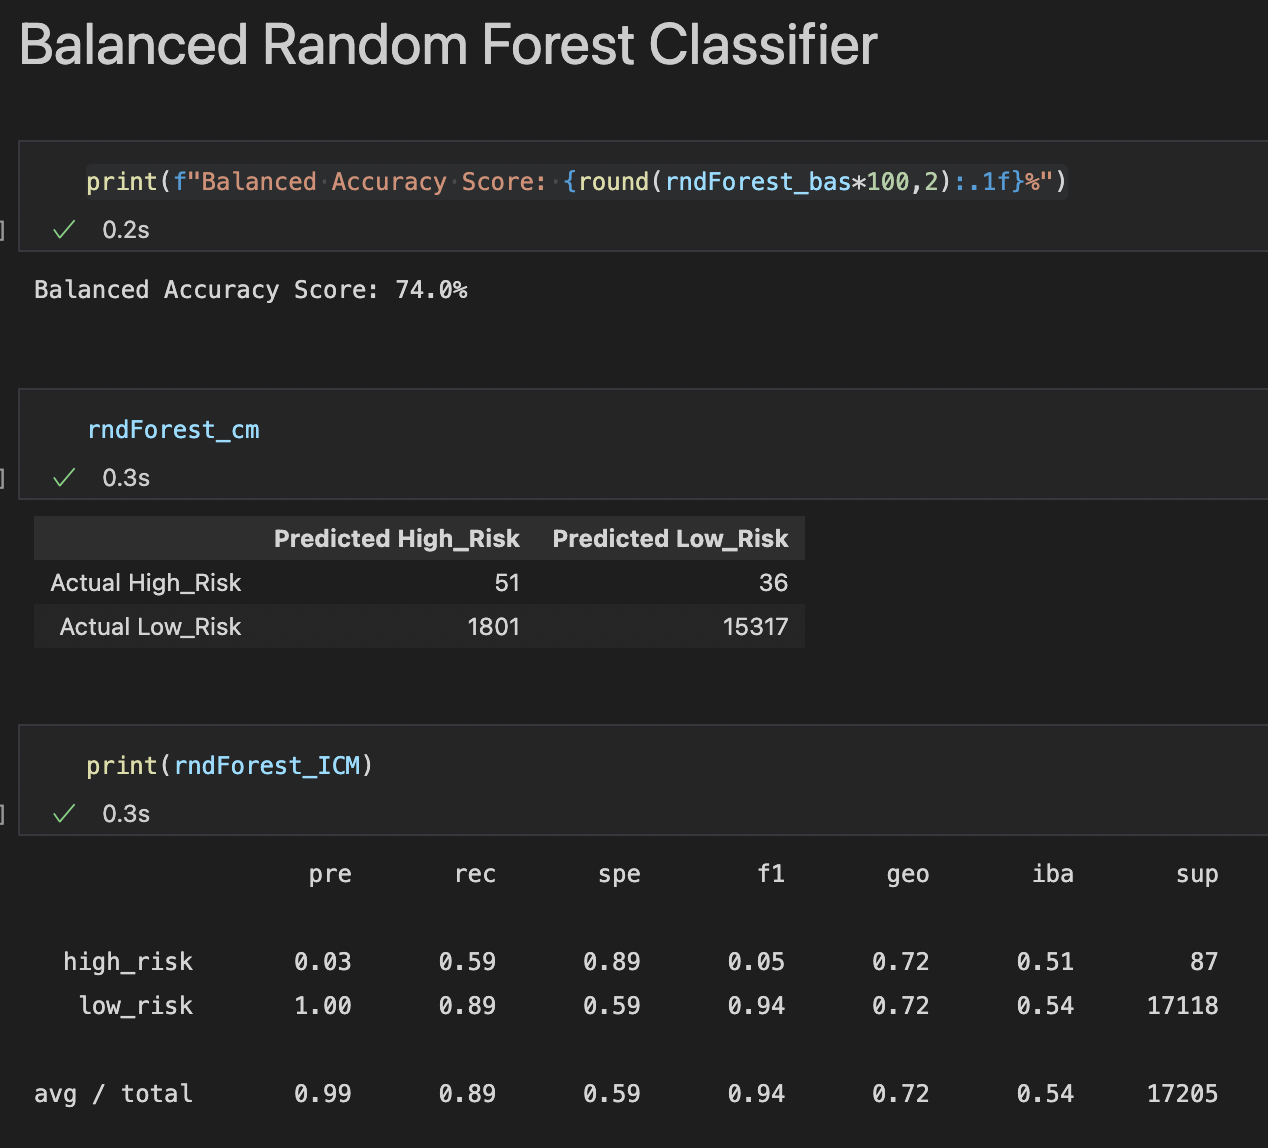 Balanced Random Forest Classifier
print(f"Balanced Accuracy Score: {round(rndForest_bas*100,2):.1f}%")
] ✓ 0.2s
Balanced Accuracy Score: 74.0%
rndForest_cm
] ✓ 0.3s
Predicted High_Risk Predicted Low_Risk
Actual High_Risk 51 36
Actual Low_Risk 1801 15317
print(rndForest_ICM)
] ✓ 0.3s
pre rec spe f1 geo iba sup
high_risk 0.03 0.59 0.89 0.05 0.72 0.51 87
low_risk 1.00 0.89 0.59 0.94 0.72 0.54 17118
avg / total 0.99 0.89 0.59 0.94 0.72 0.54 17205